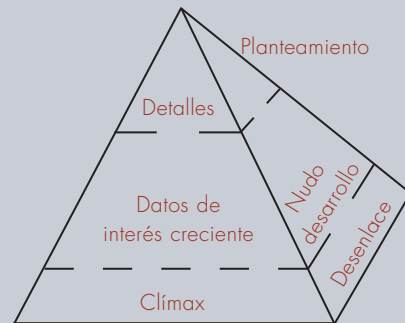 Planteamiento
Detalles
Nudo
desarrollo
Datos de
interés creciente
Desenlace
Clímax